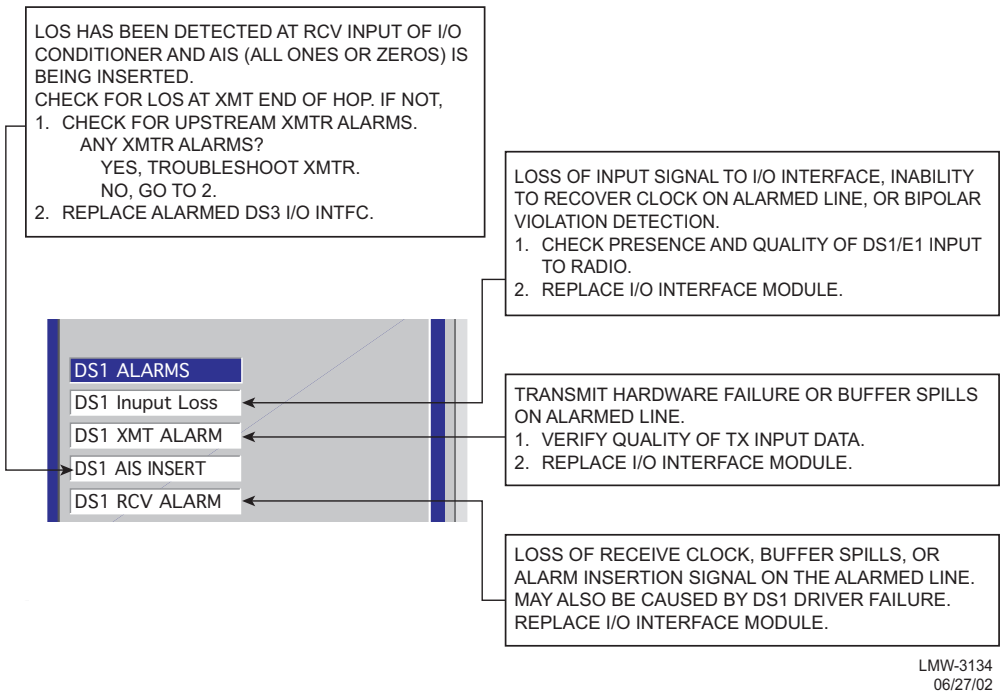 LOS HAS BEEN DETECTED AT RCV INPUT OF I/O
CONDITIONER AND AIS (ALL ONES OR ZEROS) IS
BEING INSERTED.
CHECK FOR LOS AT XMT END OF HOP. IF NOT,
1. CHECK FOR UPSTREAM XMTR ALARMS.
ANY XMTR ALARMS?
YES, TROUBLESHOOT XMTR.
NO, GO TO 2.
2. REPLACE ALARMED DS3 I/O INTFC.
LOSS OF INPUT SIGNAL TO I/O INTERFACE, INABILITY
TO RECOVER CLOCK ON ALARMED LINE, OR BIPOLAR
VIOLATION DETECTION.
1. CHECK PRESENCE AND QUALITY OF DS1/E1 INPUT
TO RADIO.
2. REPLACE I/O INTERFACE MODULE.
DS1 ALARMS
DS1 Inuput Loss
DS1 XMT ALARM
DS1 AIS INSERT
DS1 RCV ALARM
TRANSMIT HARDWARE FAILURE OR BUFFER SPILLS
ON ALARMED LINE.
1. VERIFY QUALITY OF TX INPUT DATA.
2. REPLACE I/O INTERFACE MODULE.
LOSS OF RECEIVE CLOCK, BUFFER SPILLS, OR
ALARM INSERTION SIGNAL ON THE ALARMED LINE.
MAY ALSO BE CAUSED BY DS1 DRIVER FAILURE.
REPLACE I/O INTERFACE MODULE.
LMW-3134
06/27/02